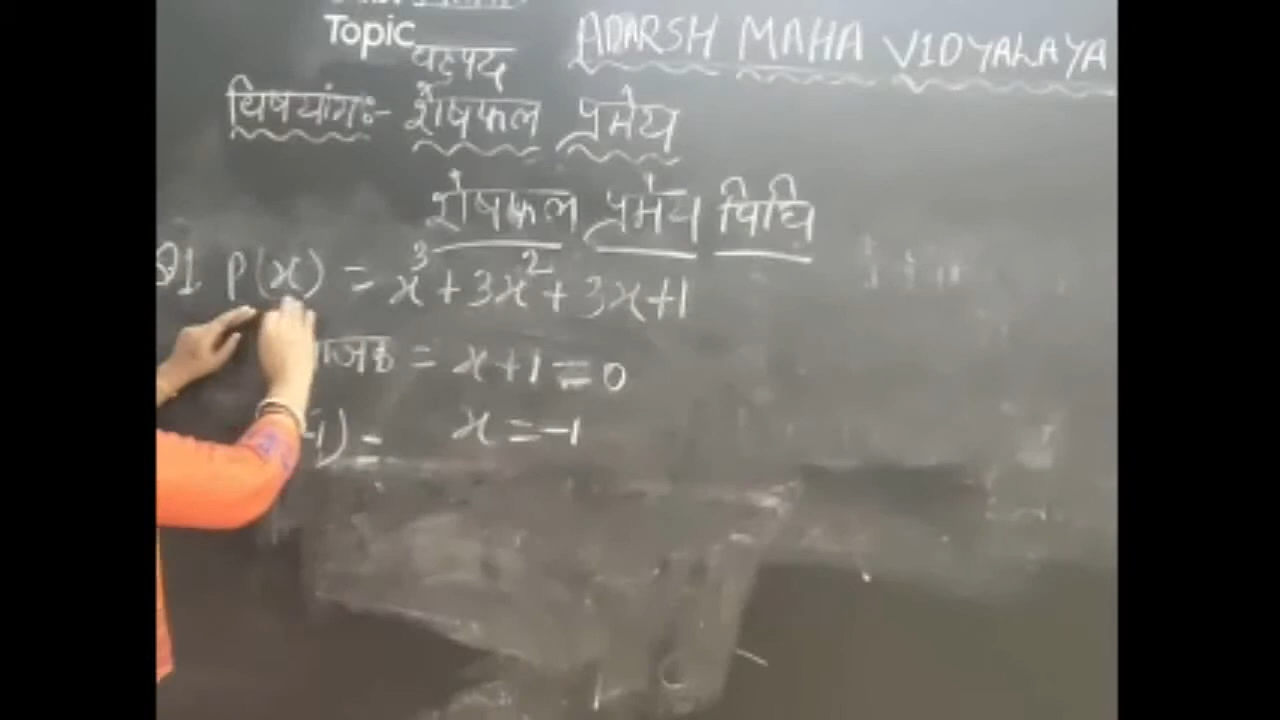 Topic
बहुपद
ADARSH MAHA VIDYALAYA
विषयांगः- शेषफल प्रमेय
शेषफल प्रमेय विधि
Q1 P(x) = x³ + 3x² + 3x + 1
ाजक = x + 1 = 0
) = x = -1